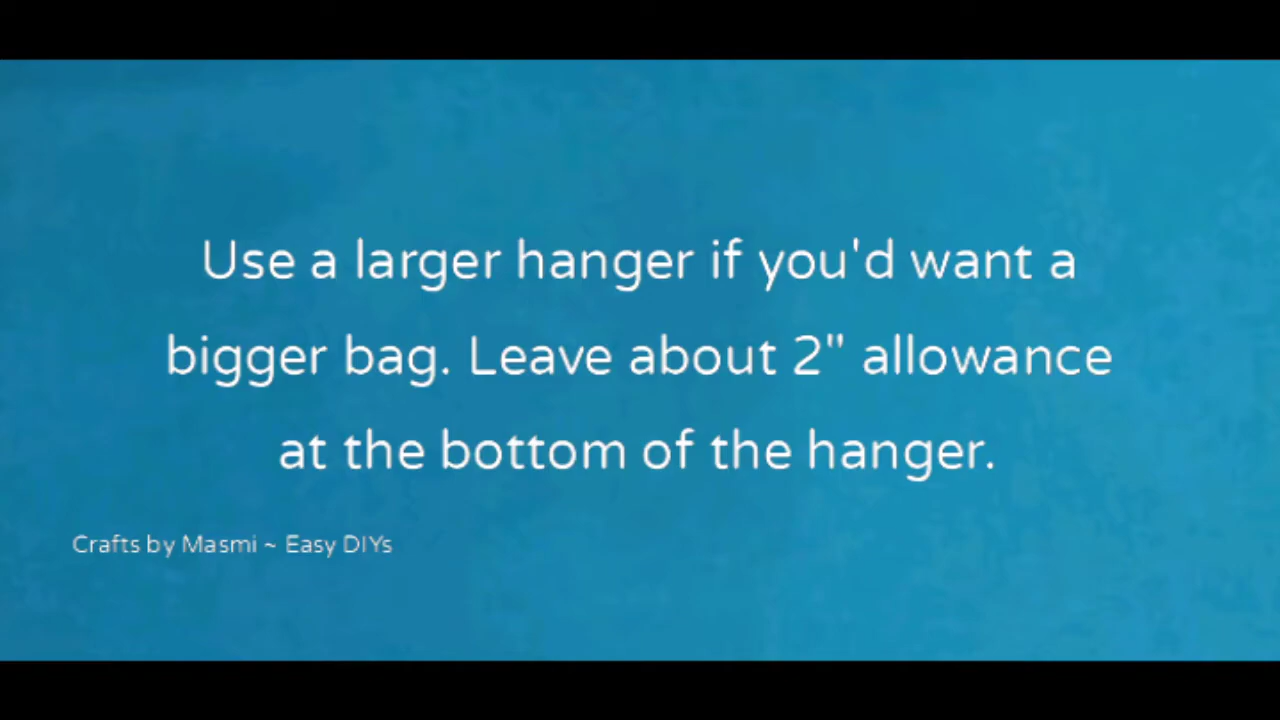 Use a larger hanger if you'd want a
bigger bag. Leave about 2" allowance
at the bottom of the hanger.
Crafts by Masmi ~ Easy DIYs